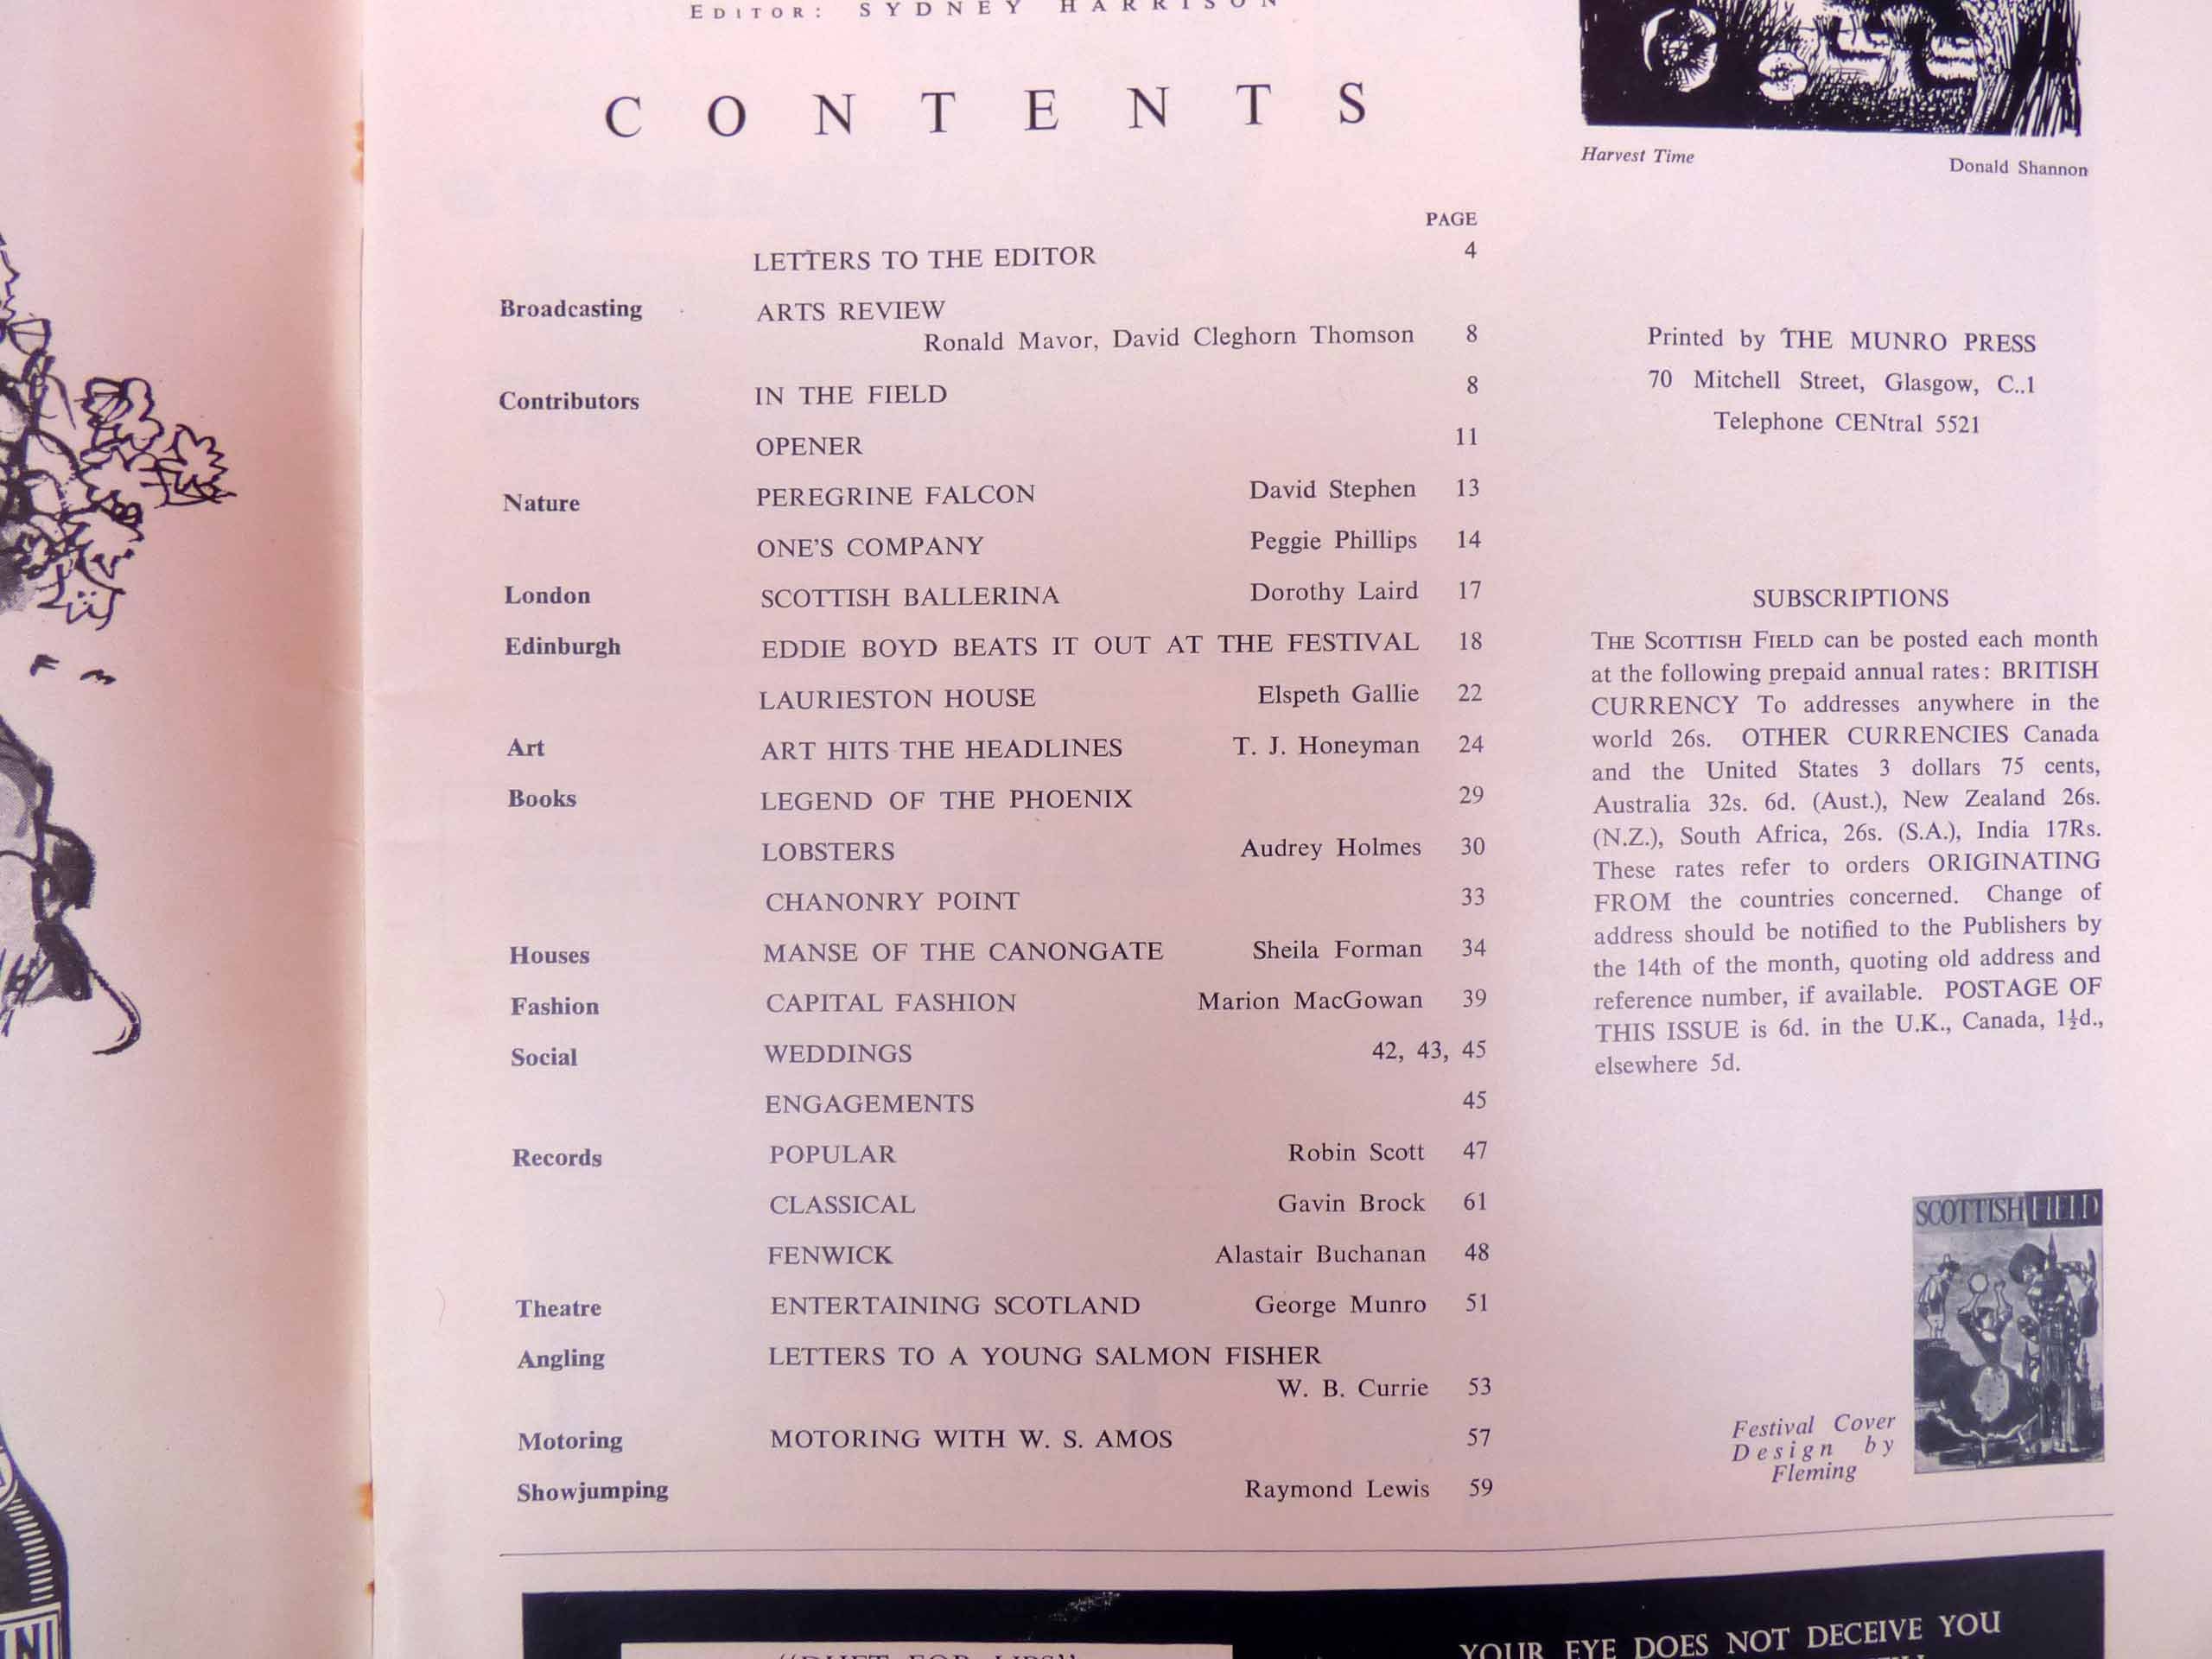 EDITOR: SYDNEY HARRISON
CONTENTS
PAGE
LETTERS TO THE EDITOR 4
Broadcasting ARTS REVIEW
Ronald Mavor, David Cleghorn Thomson 8
Contributors IN THE FIELD 8
OPENER 11
Nature PEREGRINE FALCON David Stephen 13
ONE'S COMPANY Peggie Phillips 14
London SCOTTISH BALLERINA Dorothy Laird 17
Edinburgh EDDIE BOYD BEATS IT OUT AT THE FESTIVAL 18
LAURIESTON HOUSE Elspeth Gallie 22
Art ART HITS THE HEADLINES T. J. Honeyman 24
Books LEGEND OF THE PHOENIX 29
LOBSTERS Audrey Holmes 30
CHANONRY POINT 33
Houses MANSE OF THE CANONGATE Sheila Forman 34
Fashion CAPITAL FASHION Marion MacGowan 39
Social WEDDINGS 42, 43, 45
ENGAGEMENTS 45
Records POPULAR Robin Scott 47
CLASSICAL Gavin Brock 61
FENWICK Alastair Buchanan 48
Theatre ENTERTAINING SCOTLAND George Munro 51
Angling LETTERS TO A YOUNG SALMON FISHER
W. B. Currie 53
Motoring MOTORING WITH W. S. AMOS 57
Showjumping Raymond Lewis 59
Harvest Time Donald Shannon
Printed by THE MUNRO PRESS
70 Mitchell Street, Glasgow, C..1
Telephone CENtral 5521
SUBSCRIPTIONS
THE SCOTTISH FIELD can be posted each month
at the following prepaid annual rates: BRITISH
CURRENCY To addresses anywhere in the
world 26s. OTHER CURRENCIES Canada
and the United States 3 dollars 75 cents,
Australia 32s. 6d. (Aust.), New Zealand 26s.
(N.Z.), South Africa, 26s. (S.A.), India 17Rs.
These rates refer to orders ORIGINATING
FROM the countries concerned. Change of
address should be notified to the Publishers by
the 14th of the month, quoting old address and
reference number, if available. POSTAGE OF
THIS ISSUE is 6d. in the U.K., Canada, 1½d.,
elsewhere 5d.
SCOTTISH FIELD
Festival Cover
Design by
Fleming
"DUET FOR LIPS"
YOUR EYE DOES NOT DECEIVE YOU